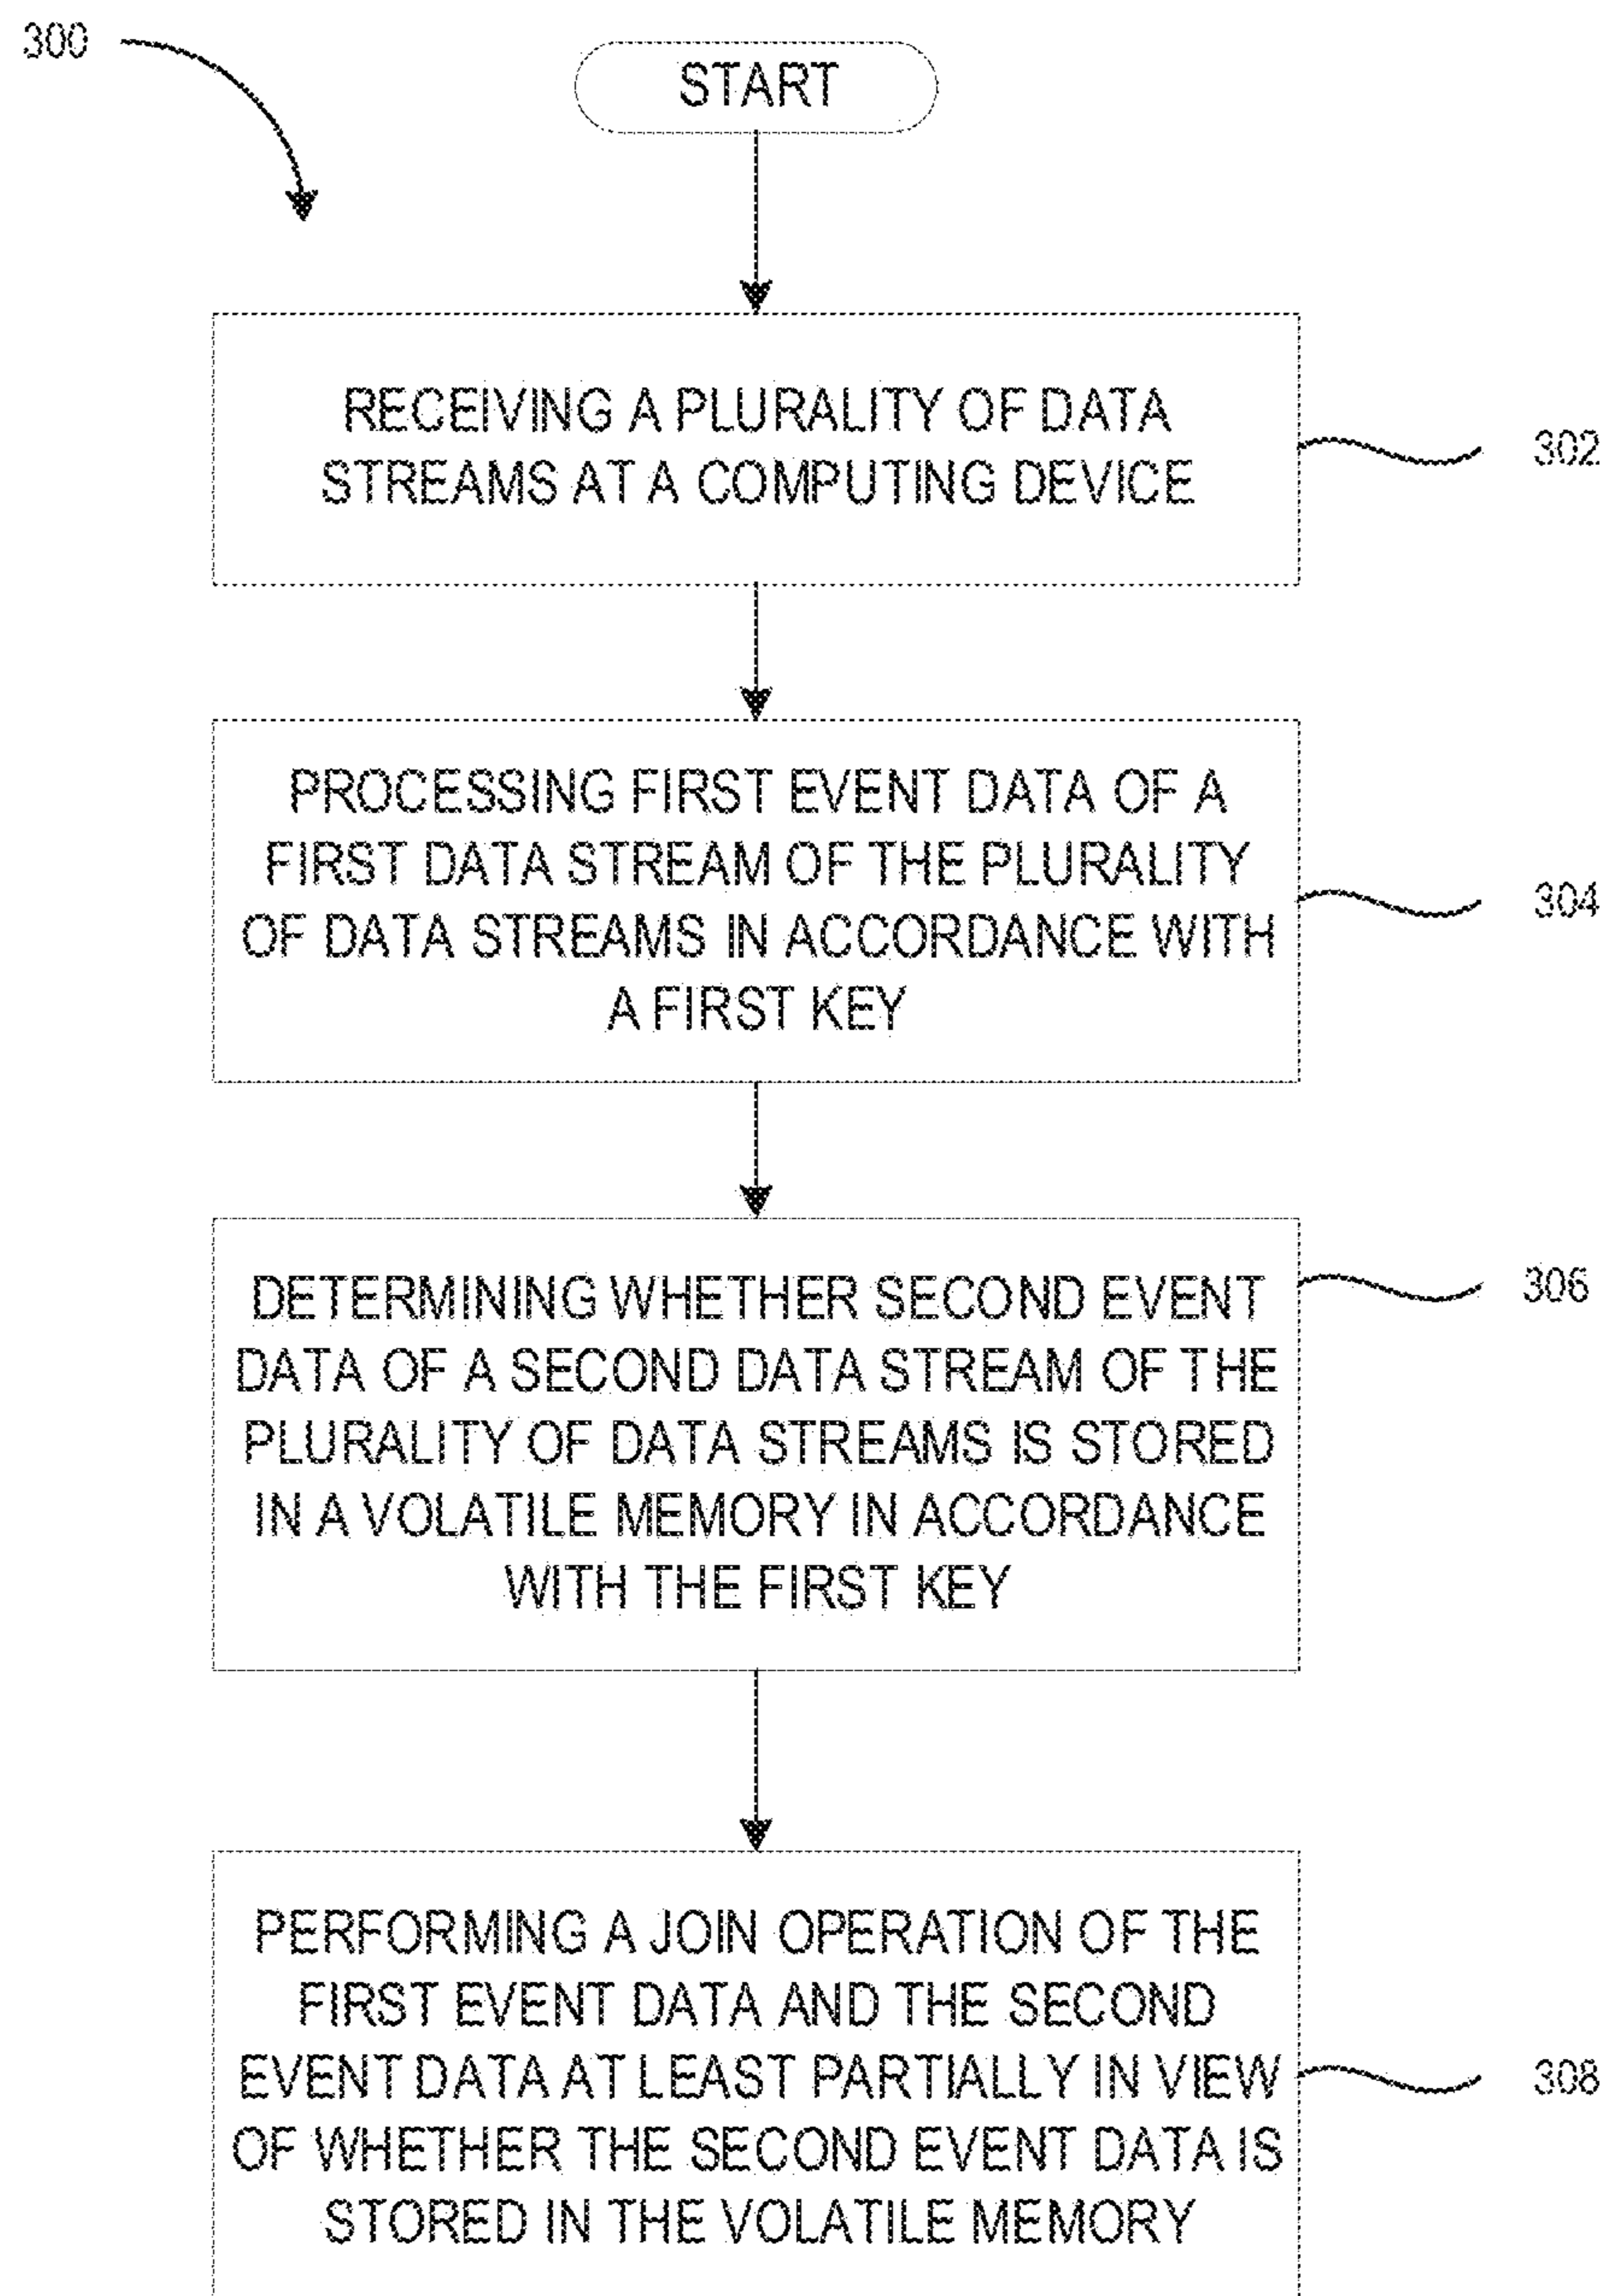 300
START
RECEIVING A PLURALITY OF DATA
STREAMS AT A COMPUTING DEVICE
302
PROCESSING FIRST EVENT DATA OF A
FIRST DATA STREAM OF THE PLURALITY
OF DATA STREAMS IN ACCORDANCE WITH
A FIRST KEY
304
DETERMINING WHETHER SECOND EVENT
DATA OF A SECOND DATA STREAM OF THE
PLURALITY OF DATA STREAMS IS STORED
IN A VOLATILE MEMORY IN ACCORDANCE
WITH THE FIRST KEY
306
PERFORMING A JOIN OPERATION OF THE
FIRST EVENT DATA AND THE SECOND
EVENT DATA AT LEAST PARTIALLY IN VIEW
OF WHETHER THE SECOND EVENT DATA IS
STORED IN THE VOLATILE MEMORY
308